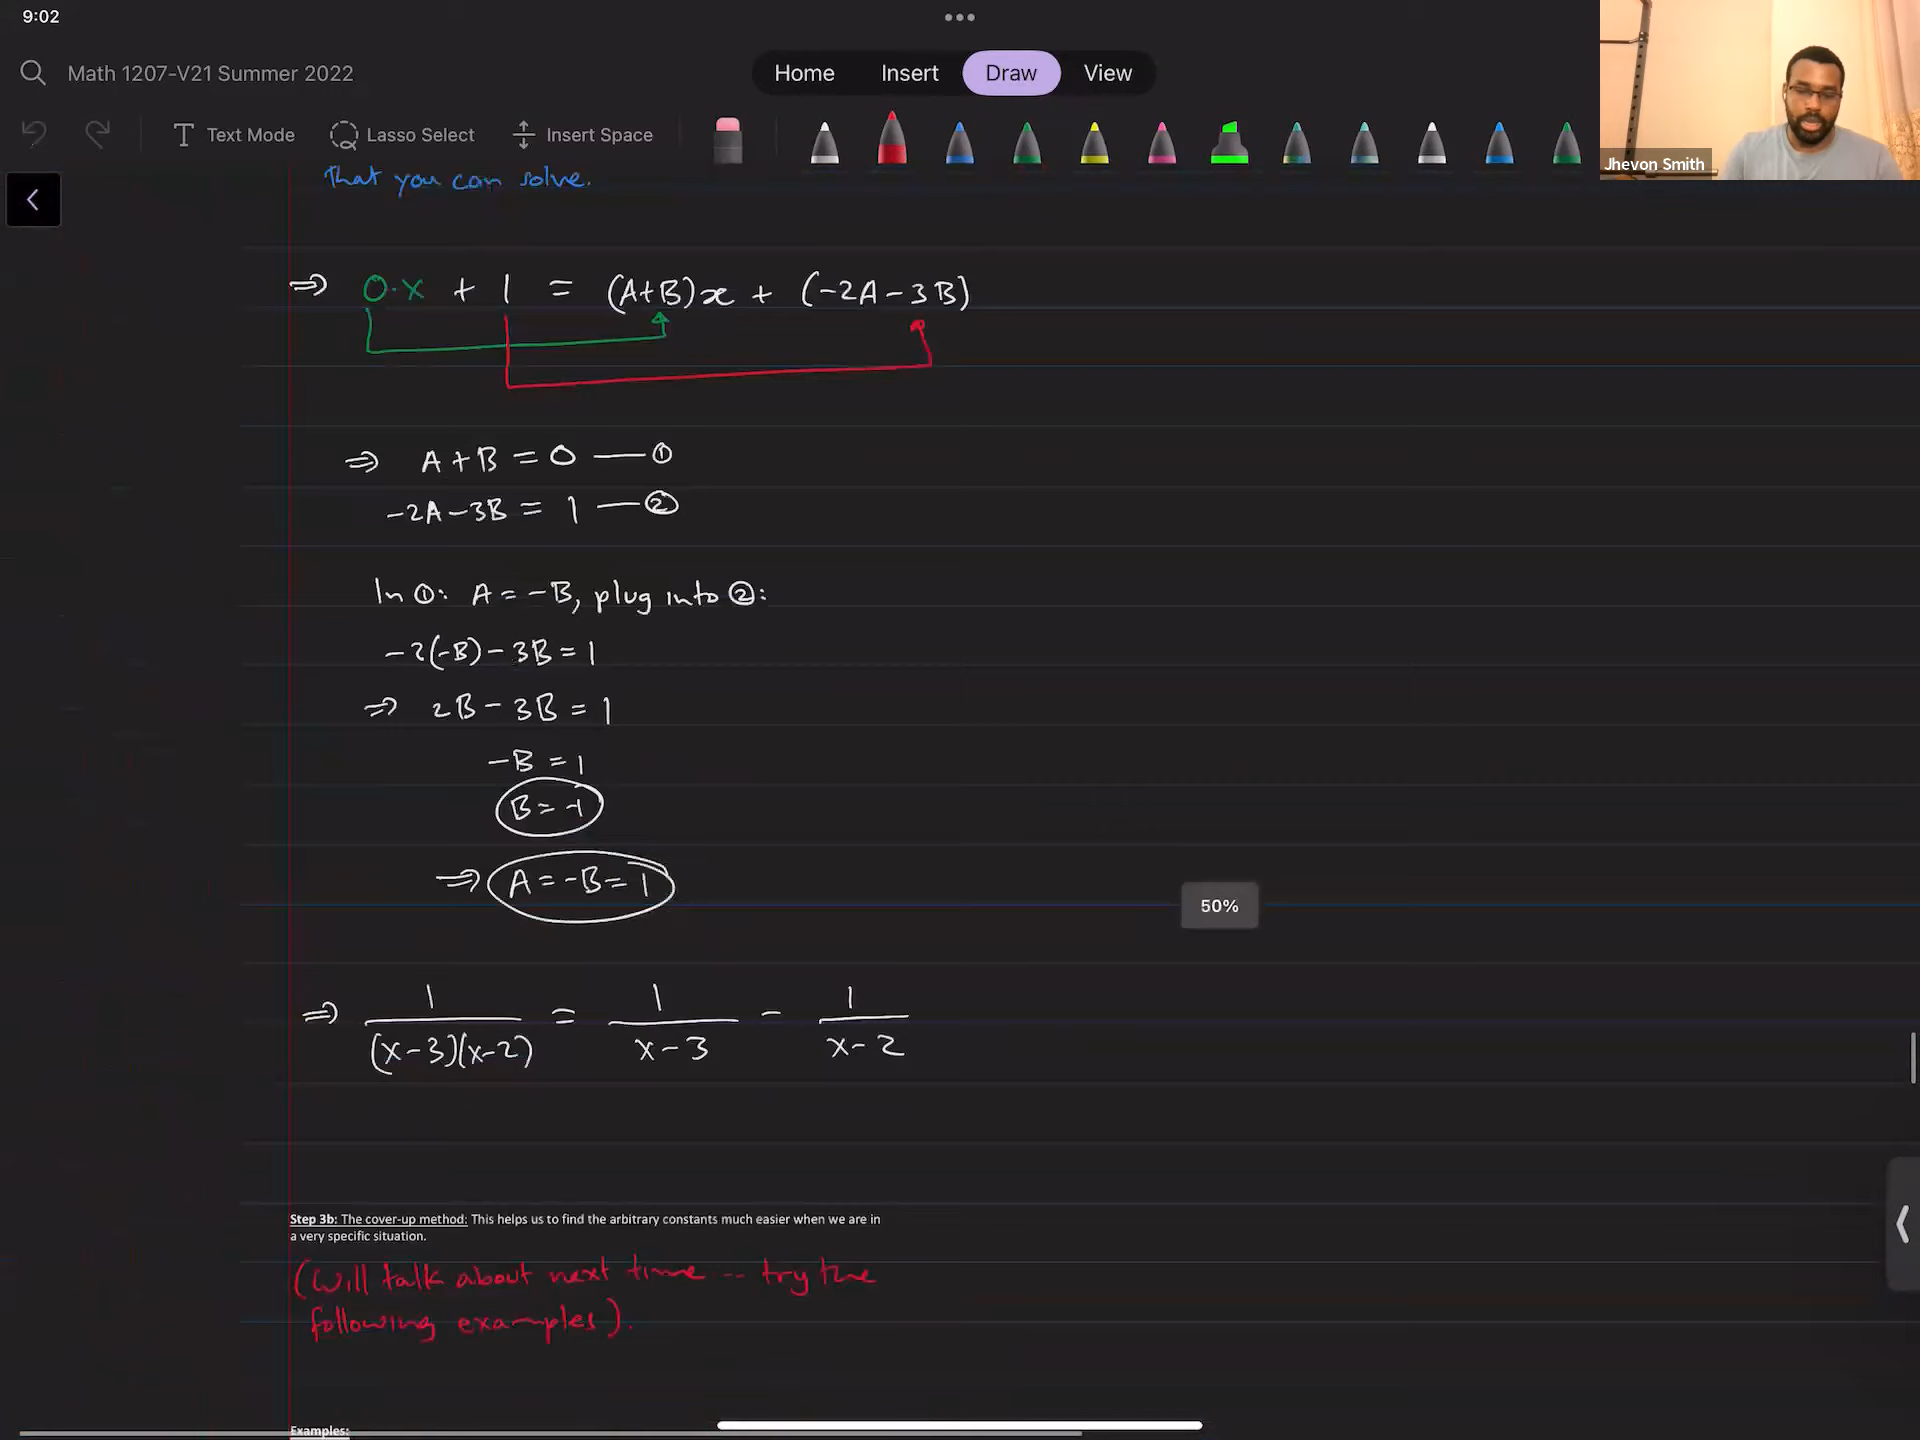 9:02
Math 1207-V21 Summer 2022
Home Insert Draw View
Text Mode Lasso Select Insert Space
Jhevon Smith
That you can solve.
⇒ 0·x + 1 = (A+B)x + (-2A-3B)
⇒ A+B = 0 — ①
-2A-3B = 1 — ②
In ①: A = -B, plug into ②:
-2(-B)-3B = 1
⇒ 2B-3B = 1
-B = 1
B = -1
⇒ A = -B = 1
50%
⇒ 1/((x-3)(x-2)) = 1/(x-3) - 1/(x-2)
Step 3b: The cover-up method: This helps us to find the arbitrary constants much easier when we are in
a very specific situation.
(Will talk about next time -- try the
following examples).
Examples: